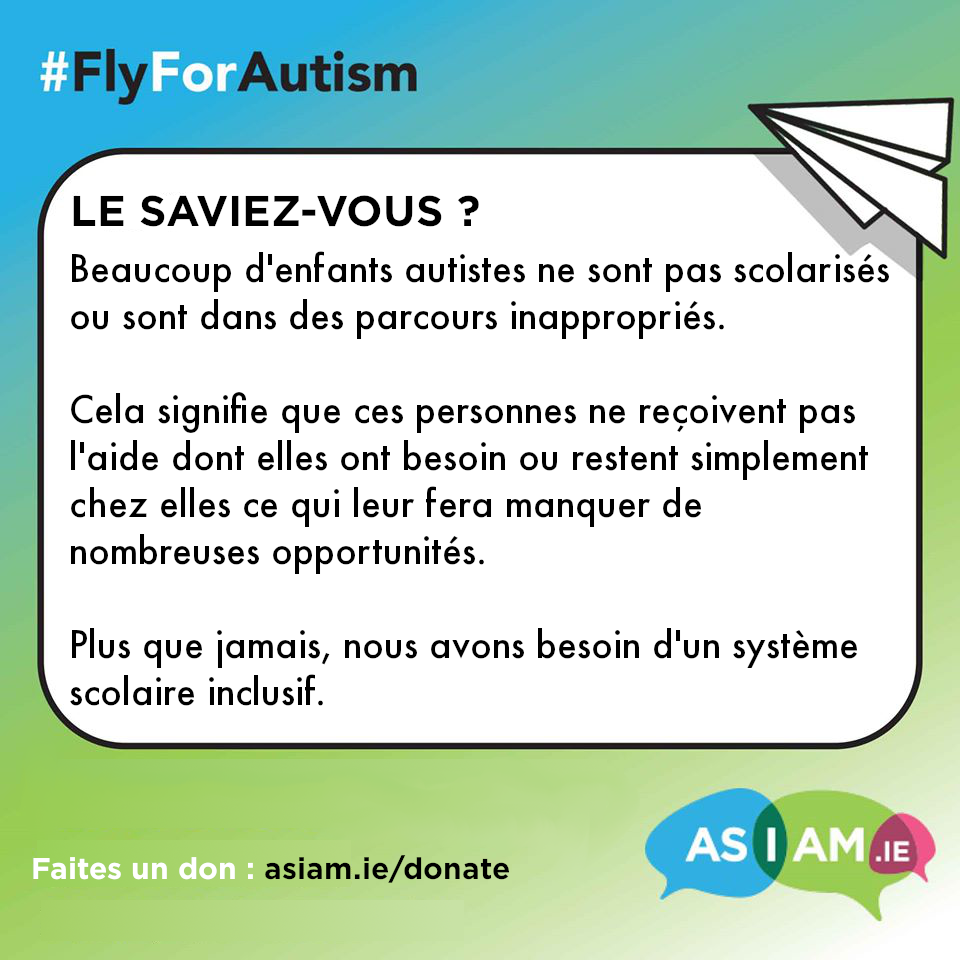 #FlyForAutism
LE SAVIEZ-VOUS ?
Beaucoup d'enfants autistes ne sont pas scolarisés
ou sont dans des parcours inappropriés.
Cela signifie que ces personnes ne reçoivent pas
l'aide dont elles ont besoin ou restent simplement
chez elles ce qui leur fera manquer de
nombreuses opportunités.
Plus que jamais, nous avons besoin d'un système
scolaire inclusif.
Faites un don : asiam.ie/donate
AS I AM.IE